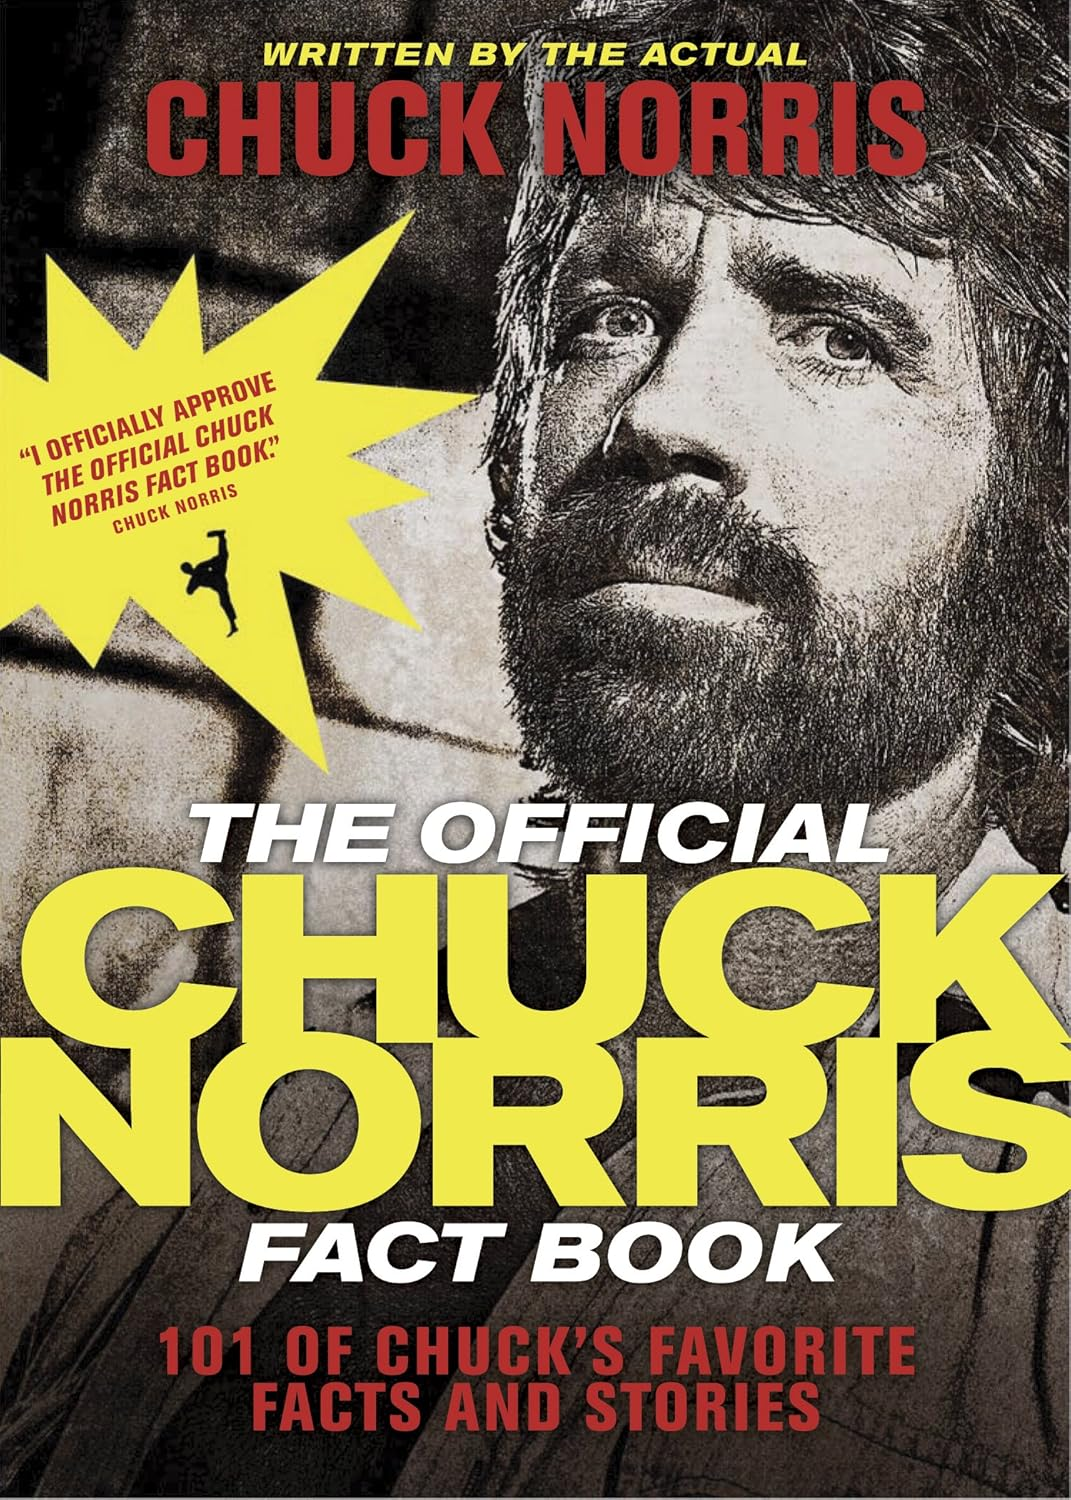 WRITTEN BY THE ACTUAL
CHUCK NORRIS
“I OFFICIALLY APPROVE
THE OFFICIAL CHUCK
NORRIS FACT BOOK.”
CHUCK NORRIS
THE OFFICIAL
CHUCK
NORRIS
FACT BOOK
101 OF CHUCK’S FAVORITE
FACTS AND STORIES